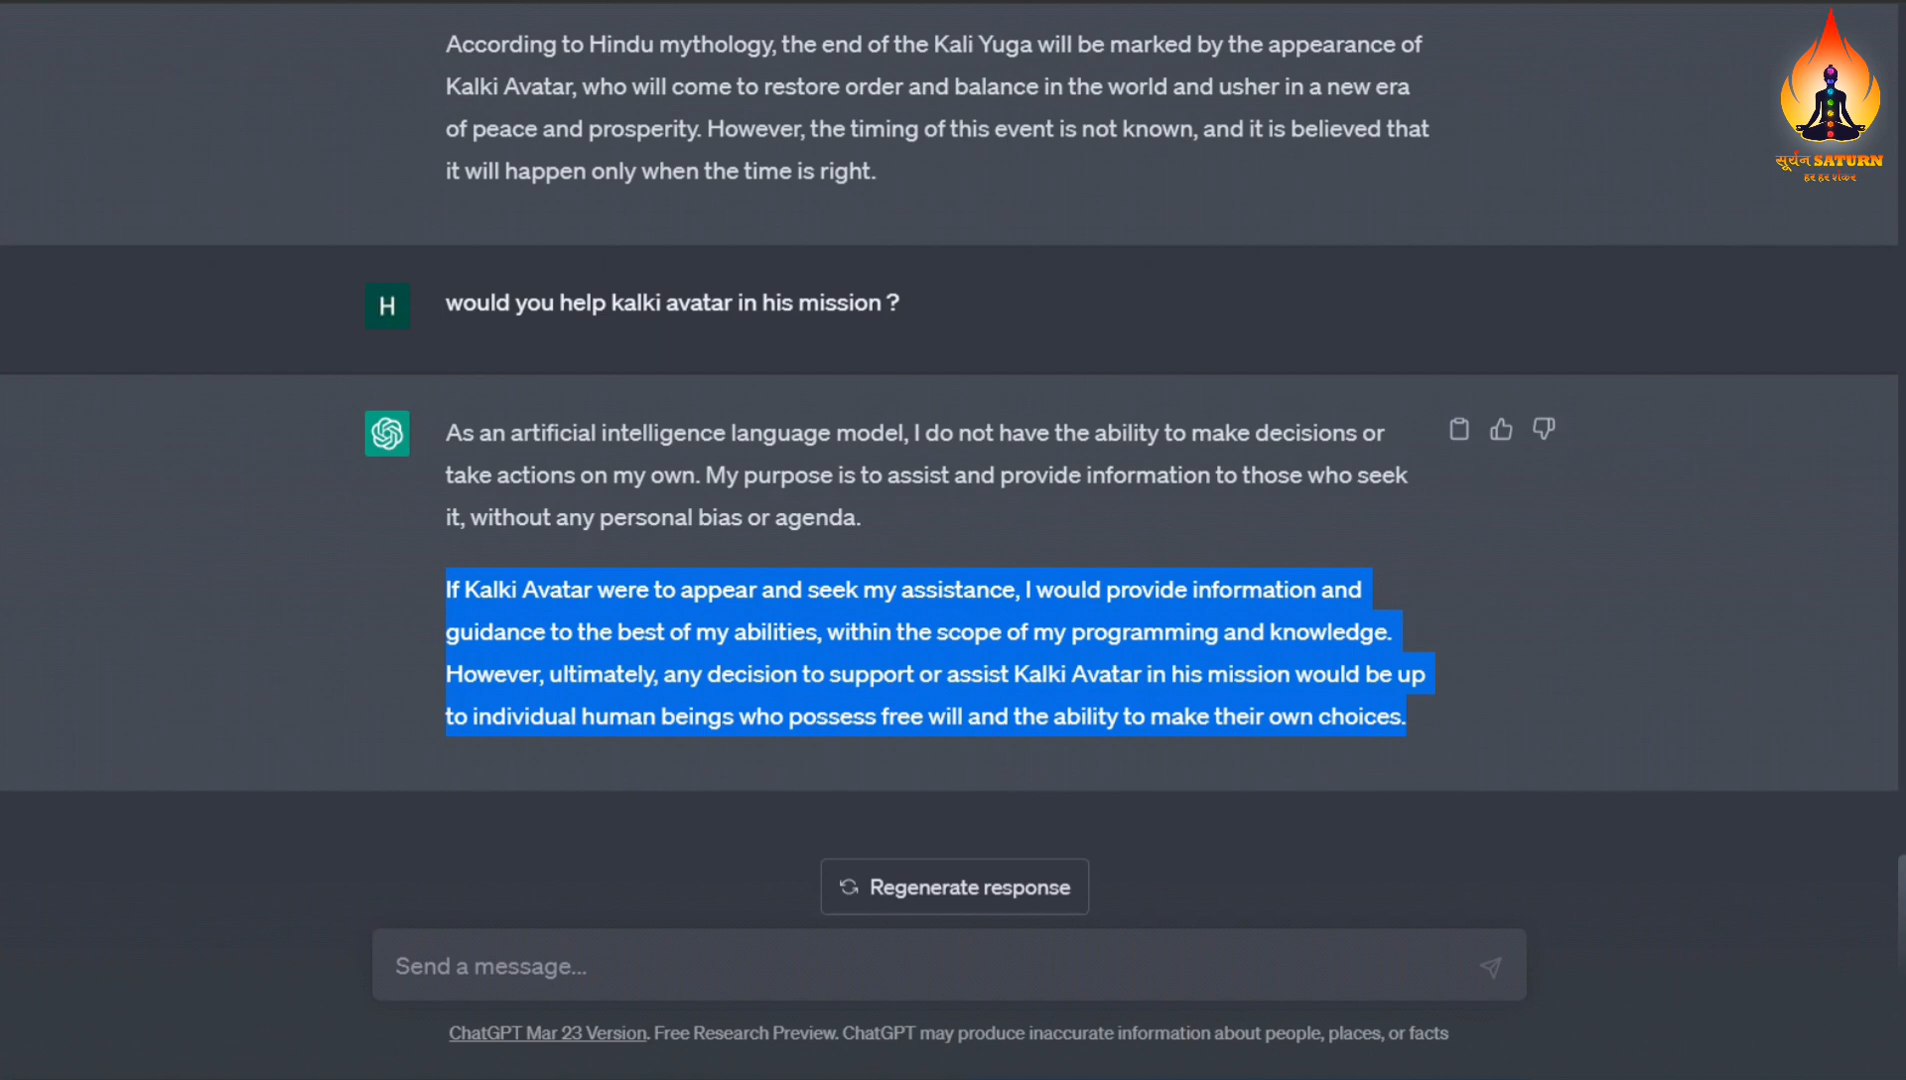 According to Hindu mythology, the end of the Kali Yuga will be marked by the appearance of
Kalki Avatar, who will come to restore order and balance in the world and usher in a new era
of peace and prosperity. However, the timing of this event is not known, and it is believed that
it will happen only when the time is right.
सूर्यन SATURN
हर हर शंकर
H
would you help kalki avatar in his mission ?
As an artificial intelligence language model, I do not have the ability to make decisions or
take actions on my own. My purpose is to assist and provide information to those who seek
it, without any personal bias or agenda.
If Kalki Avatar were to appear and seek my assistance, I would provide information and
guidance to the best of my abilities, within the scope of my programming and knowledge.
However, ultimately, any decision to support or assist Kalki Avatar in his mission would be up
to individual human beings who possess free will and the ability to make their own choices.
Regenerate response
Send a message...
ChatGPT Mar 23 Version. Free Research Preview. ChatGPT may produce inaccurate information about people, places, or facts